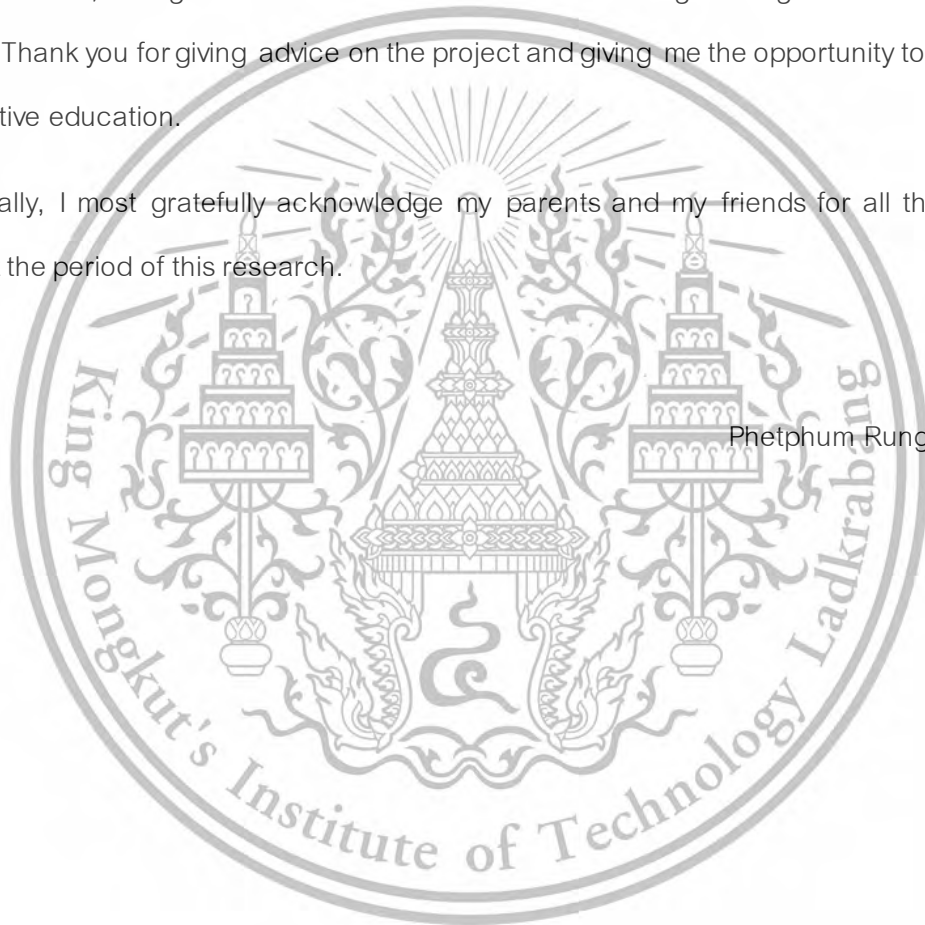 Thank you for giving advice on the project and giving me the opportunity to
tive education.
ally, I most gratefully acknowledge my parents and my friends for all th
the period of this research.
Phetphum Rung
King Mongkut's Institute of Technology Ladkrabang
๔